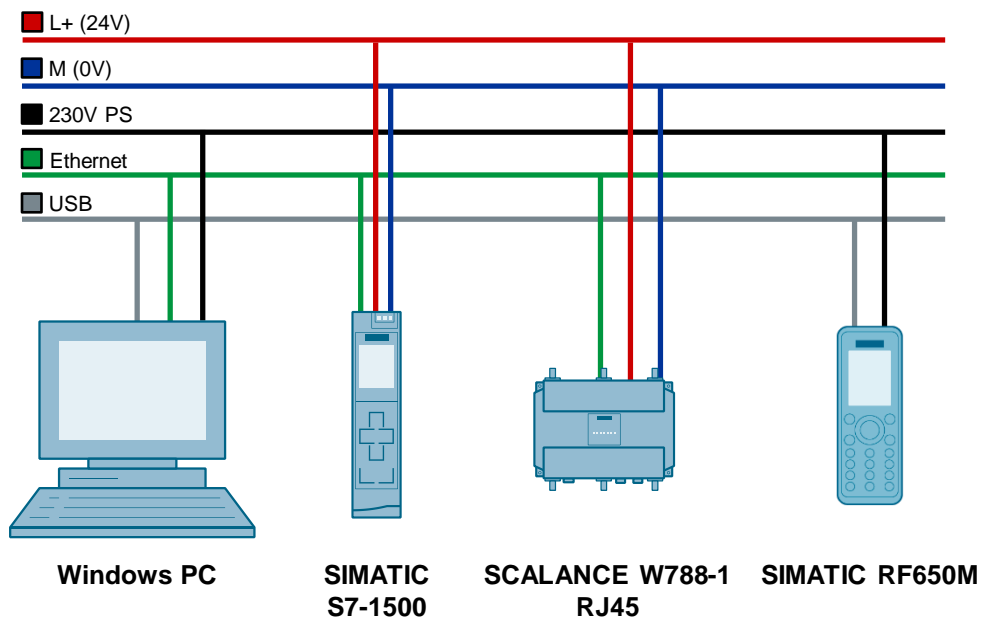 L+ (24V)
M (0V)
230V PS
Ethernet
USB
Windows PC
SIMATIC
S7-1500
SCALANCE W788-1
RJ45
SIMATIC RF650M